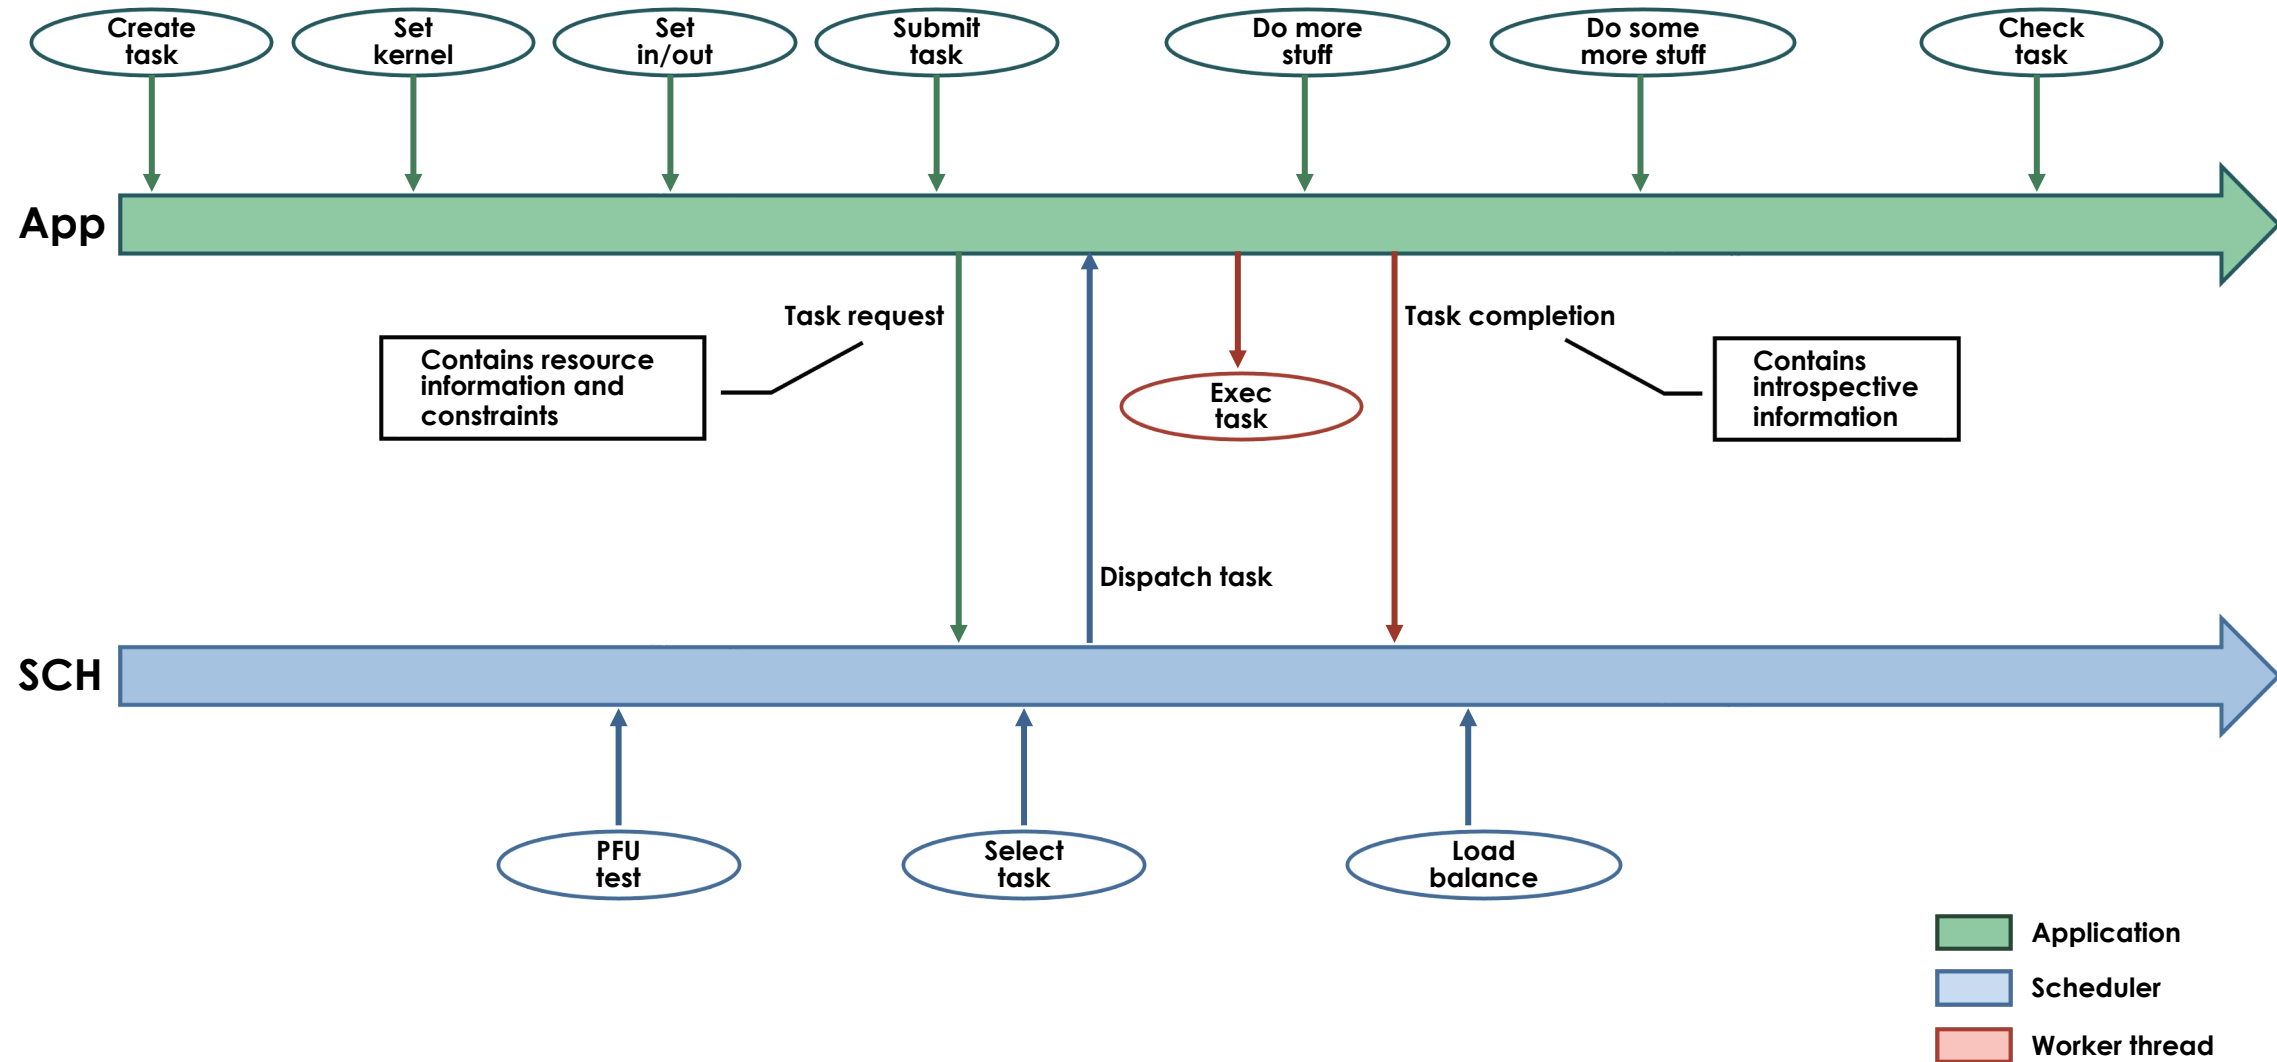 Create
task
Set
kernel
Set
in/out
Submit
task
Do more
stuff
Do some
more stuff
Check
task
App
Task request
Task completion
Contains resource
information and
constraints
Exec
task
Contains
introspective
information
Dispatch task
SCH
PFU
test
Select
task
Load
balance
Application
Scheduler
Worker thread